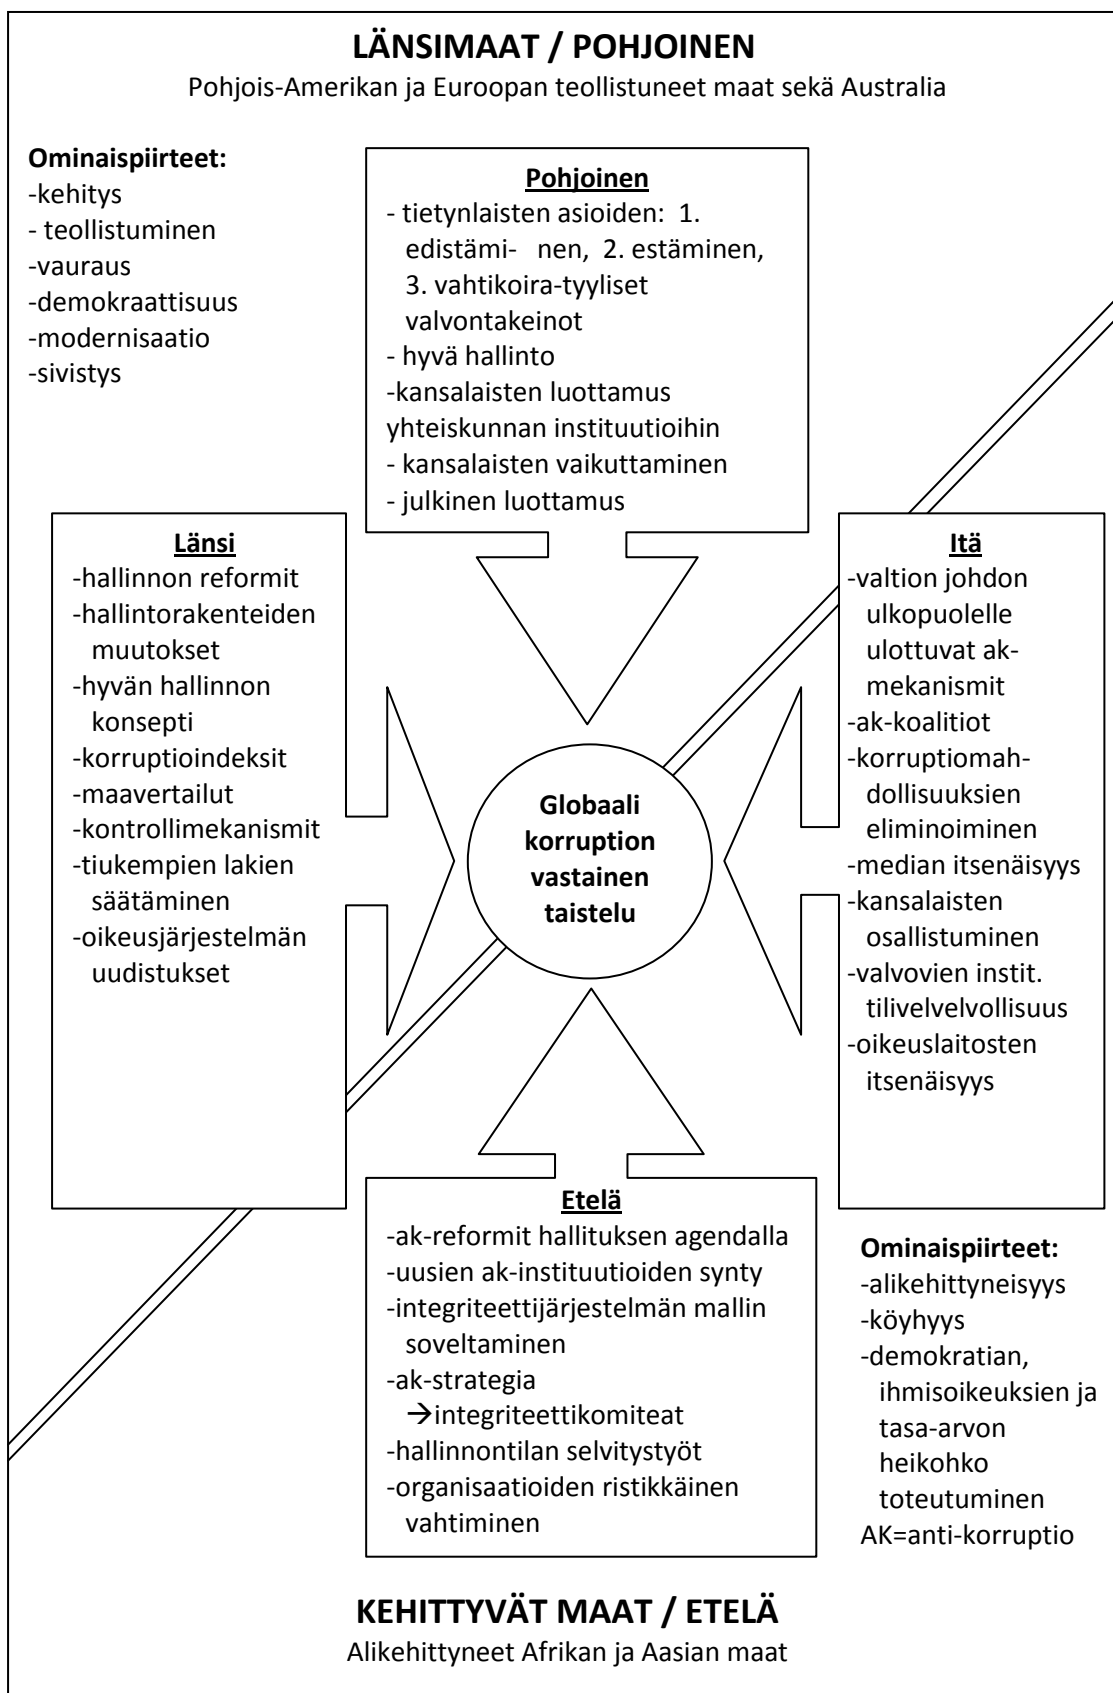 LÄNSIMAAT / POHJOINEN
Pohjois-Amerikan ja Euroopan teollistuneet maat sekä Australia
Ominaispiirteet:
-kehitys
- teollistuminen
-vauraus
-demokraattisuus
-modernisaatio
-sivistys
Pohjoinen
- tietynlaisten asioiden: 1.
edistämi- nen, 2. estäminen,
3. vahtikoira-tyyliset
valvontakeinot
- hyvä hallinto
-kansalaisten luottamus
yhteiskunnan instituutioihin
- kansalaisten vaikuttaminen
- julkinen luottamus
Länsi
-hallinnon reformit
-hallintorakenteiden
muutokset
-hyvän hallinnon
konsepti
-korruptioindeksit
-maavertailut
-kontrollimekanismit
-tiukempien lakien
säätäminen
-oikeusjärjestelmän
uudistukset
Globaali
korruption
vastainen
taistelu
Itä
-valtion johdon
ulkopuolelle
ulottuvat ak-
mekanismit
-ak-koalitiot
-korruptiomah-
dollisuuksien
eliminoiminen
-median itsenäisyys
-kansalaisten
osallistuminen
-valvovien instit.
tilivelvelvollisuus
-oikeuslaitosten
itsenäisyys
Etelä
-ak-reformit hallituksen agendalla
-uusien ak-instituutioiden synty
-integriteettijärjestelmän mallin
soveltaminen
-ak-strategia
→integriteettikomiteat
-hallinnontilan selvitystyöt
-organisaatioiden ristikkäinen
vahtiminen
Ominaispiirteet:
-alikehittyneisyys
-köyhyys
-demokratian,
ihmisoikeuksien ja
tasa-arvon
heikohko
toteutuminen
AK=anti-korruptio
KEHITTYVÄT MAAT / ETELÄ
Alikehittyneet Afrikan ja Aasian maat